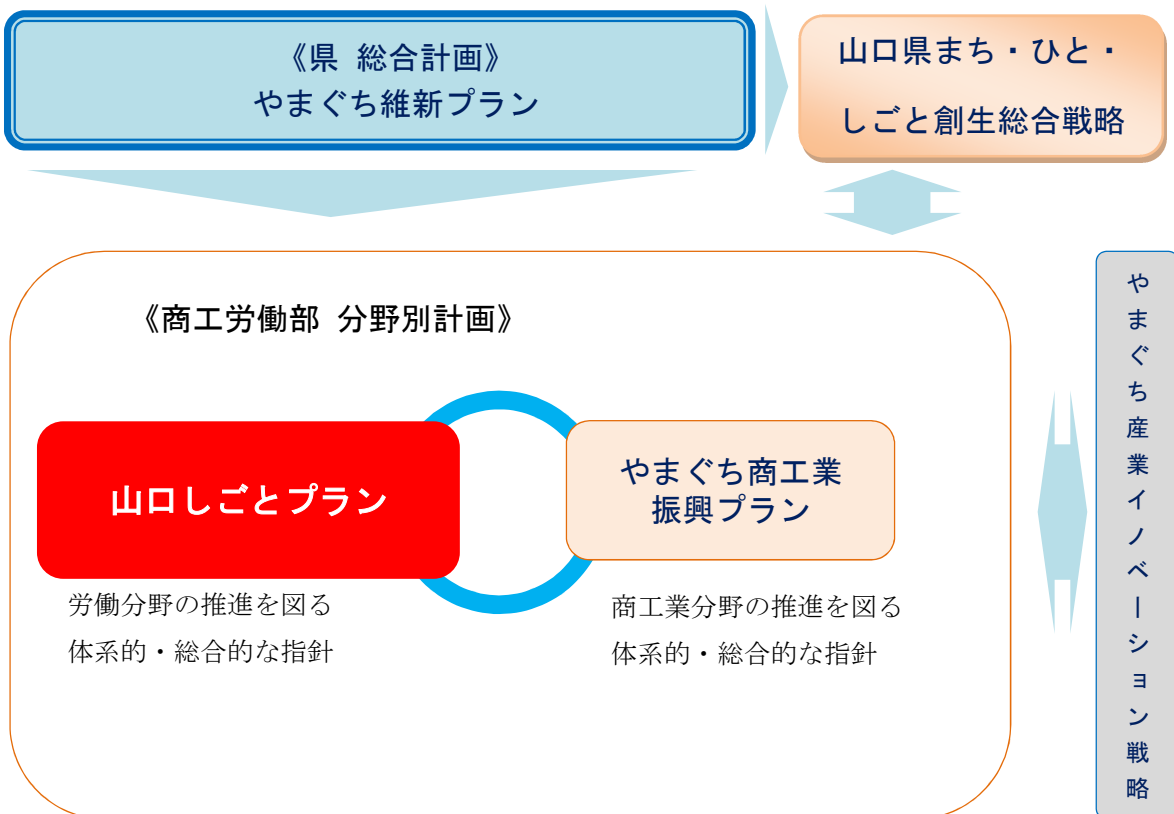 《県 総合計画》
やまぐち維新プラン
山口県まち・ひと・
しごと創生総合戦略
《商工労働部 分野別計画》
山口しごとプラン
やまぐち商工業
振興プラン
労働分野の推進を図る
体系的・総合的な指針
商工業分野の推進を図る
体系的・総合的な指針
やまぐち産業イノベーション戦略